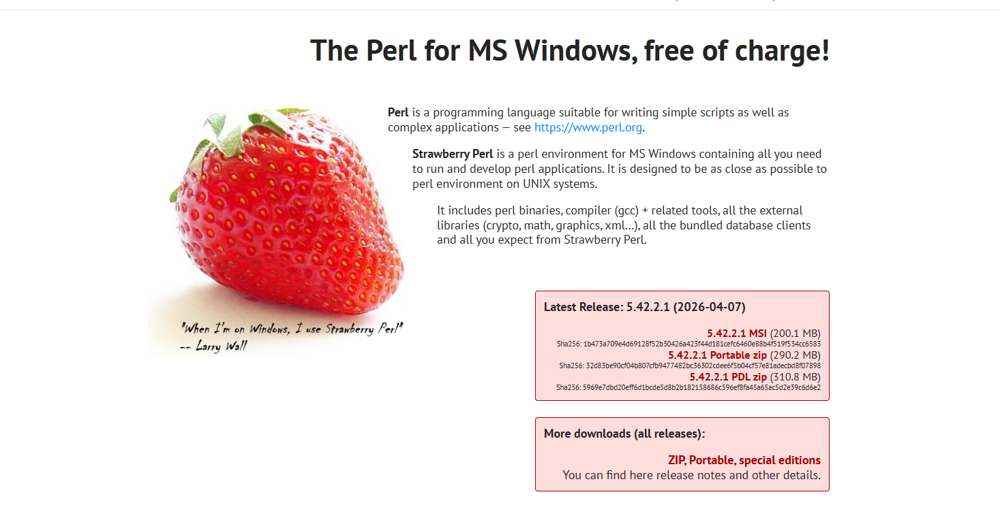 The Perl for MS Windows, free of charge!
Perl is a programming language suitable for writing simple scripts as well as
complex applications — see https://www.perl.org.
Strawberry Perl is a perl environment for MS Windows containing all you need
to run and develop perl applications. It is designed to be as close as possible to
perl environment on UNIX systems.
It includes perl binaries, compiler (gcc) + related tools, all the external
libraries (crypto, math, graphics, xml...), all the bundled database clients
and all you expect from Strawberry Perl.
"When I'm on Windows, I use Strawberry Perl"
-- Larry Wall
Latest Release: 5.42.2.1 (2026-04-07)
5.42.2.1 MSI (200.1 MB)
Sha256: 1b473a709e4d69128f52b30426a423f44d181cefc6460e88b4f519f534cc6583
5.42.2.1 Portable zip (290.2 MB)
Sha256: 32d83be90cf04b807cfb9477482bc36302cdee6f5b04cf57e81adecbd8f07898
5.42.2.1 PDL zip (310.8 MB)
Sha256: 5969e7dbd20eff6d1bcde5d8b2b182158686c596ef8fa45a65ac5d2e39c6d6e2
More downloads (all releases):
ZIP, Portable, special editions
You can find here release notes and other details.